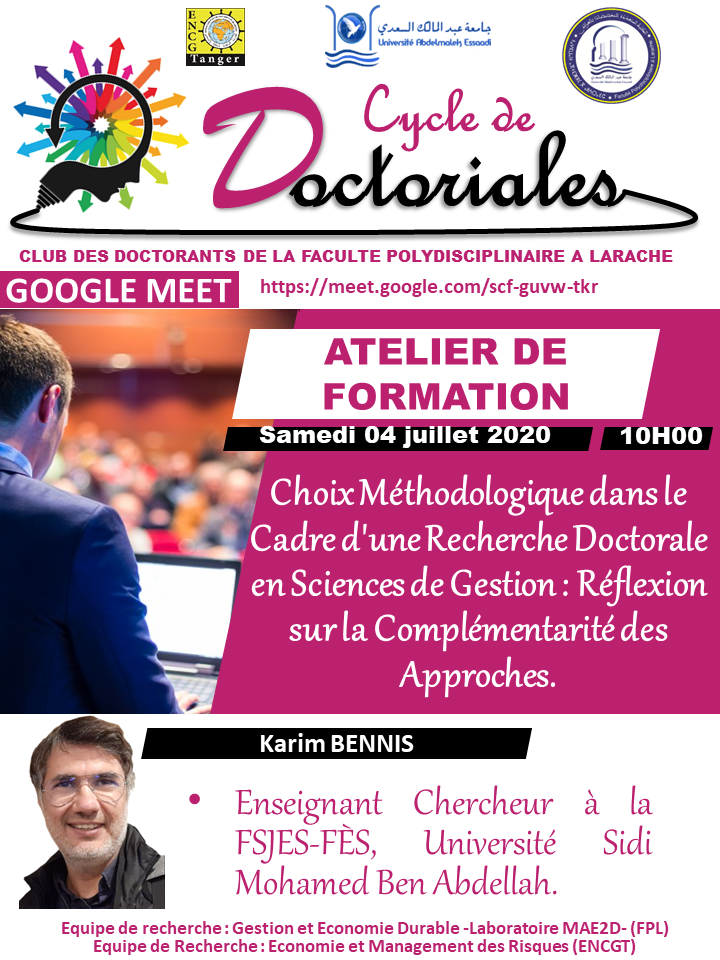 ENCG
Tanger
جامعة عبد المالك السعدي
Université Abdelmalek Essaadi
Cycle de
Doctoriales
CLUB DES DOCTORANTS DE LA FACULTE POLYDISCIPLINAIRE A LARACHE
GOOGLE MEET
https://meet.google.com/scf-guvw-tkr
ATELIER DE
FORMATION
Samedi 04 juillet 2020
10H00
Choix Méthodologique dans le
Cadre d'une Recherche Doctorale
en Sciences de Gestion : Réflexion
sur la Complémentarité des
Approches.
Karim BENNIS
• Enseignant Chercheur à la
FSJES-FÈS, Université Sidi
Mohamed Ben Abdellah.
Equipe de recherche : Gestion et Economie Durable -Laboratoire MAE2D- (FPL)
Equipe de Recherche : Economie et Management des Risques (ENCGT)